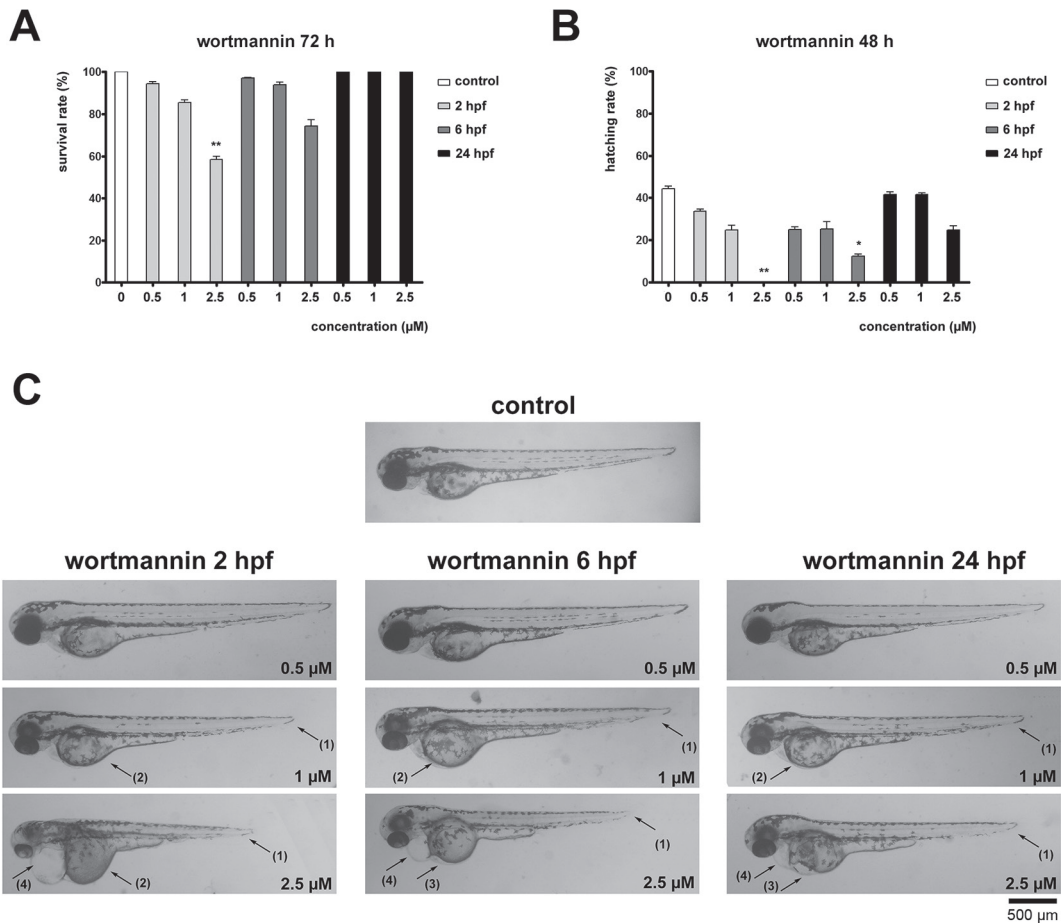 A
wortmannin 72 h
survival rate (%)
100
80
60
40
20
0
**
0 0.5 1 2.5 0.5 1 2.5 0.5 1 2.5
concentration (µM)
control
2 hpf
6 hpf
24 hpf
B
wortmannin 48 h
hatching rate (%)
100
80
60
40
20
0
**
*
0 0.5 1 2.5 0.5 1 2.5 0.5 1 2.5
concentration (µM)
control
2 hpf
6 hpf
24 hpf
C
control
wortmannin 2 hpf
wortmannin 6 hpf
wortmannin 24 hpf
0.5 µM
0.5 µM
0.5 µM
(1)
(2)
1 µM
(1)
(2)
1 µM
(1)
(2)
1 µM
(1)
(4)
(2)
2.5 µM
(1)
(4)
(3)
2.5 µM
(1)
(4)
(3)
2.5 µM
500 µm